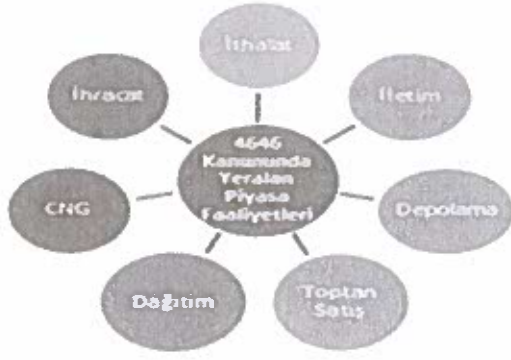 İthalat
İhracat
İletim
4646
Kanununda
Yeralan
Piyasa
Faaliyetleri
CNG
Depolama
Dağıtım
Toptan
Satış